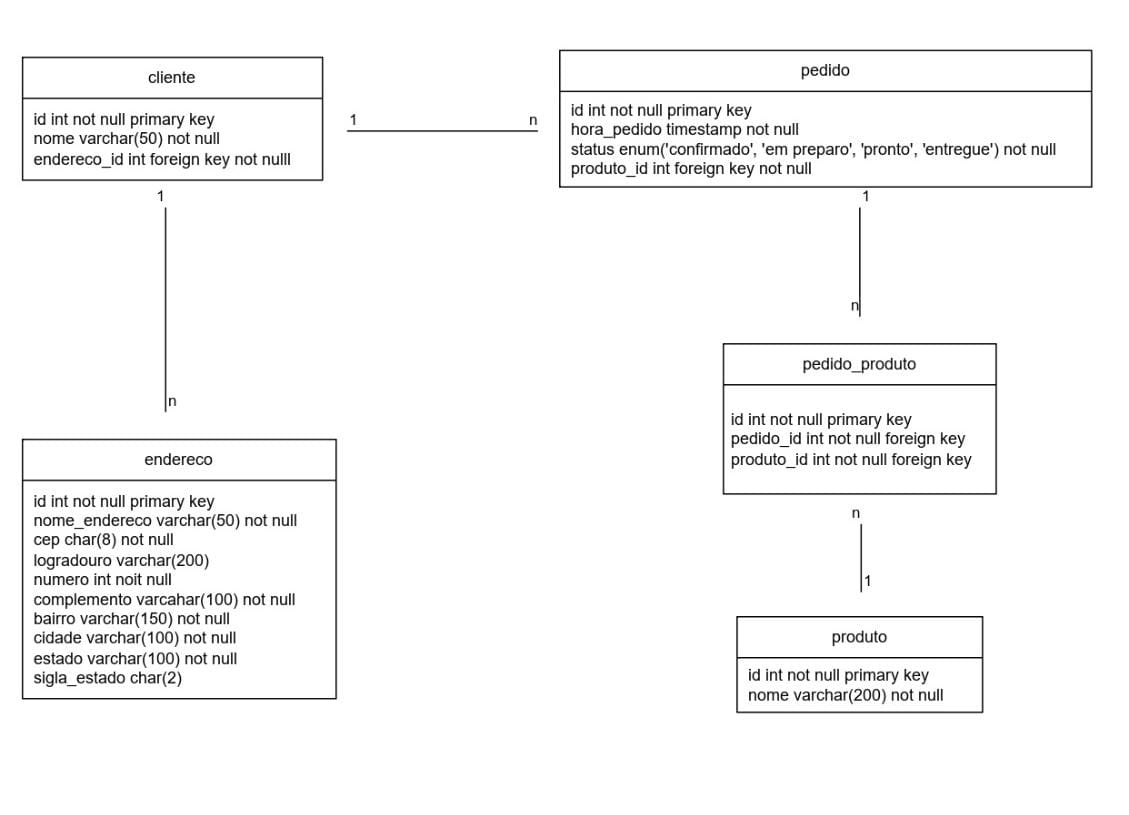 cliente
id int not null primary key
nome varchar(50) not null
endereco_id int foreign key not nulll
1
n
pedido
id int not null primary key
hora_pedido timestamp not null
status enum('confirmado', 'em preparo', 'pronto', 'entregue') not null
produto_id int foreign key not null
1
n
1
n
pedido_produto
id int not null primary key
pedido_id int not null foreign key
produto_id int not null foreign key
endereco
id int not null primary key
nome_endereco varchar(50) not null
cep char(8) not null
logradouro varchar(200)
numero int noit null
complemento varcahar(100) not null
bairro varchar(150) not null
cidade varchar(100) not null
estado varchar(100) not null
sigla_estado char(2)
n
1
produto
id int not null primary key
nome varchar(200) not null